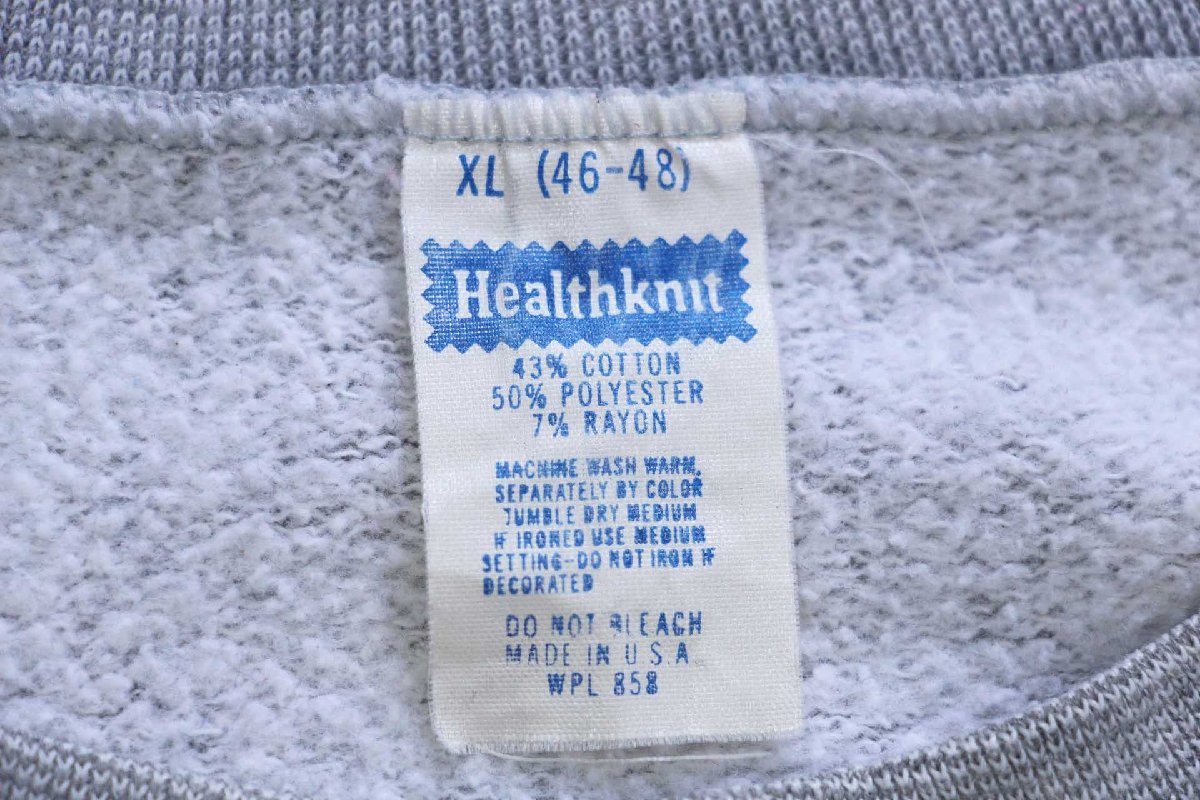 XL (46-48)
Healthknit
43% COTTON
50% POLYESTER
7% RAYON
MACHINE WASH WARM,
SEPARATELY BY COLOR
TUMBLE DRY MEDIUM
IF IRONED USE MEDIUM
SETTING-DO NOT IRON IF
DECORATED
DO NOT BLEACH
MADE IN U.S.A
WPL 858